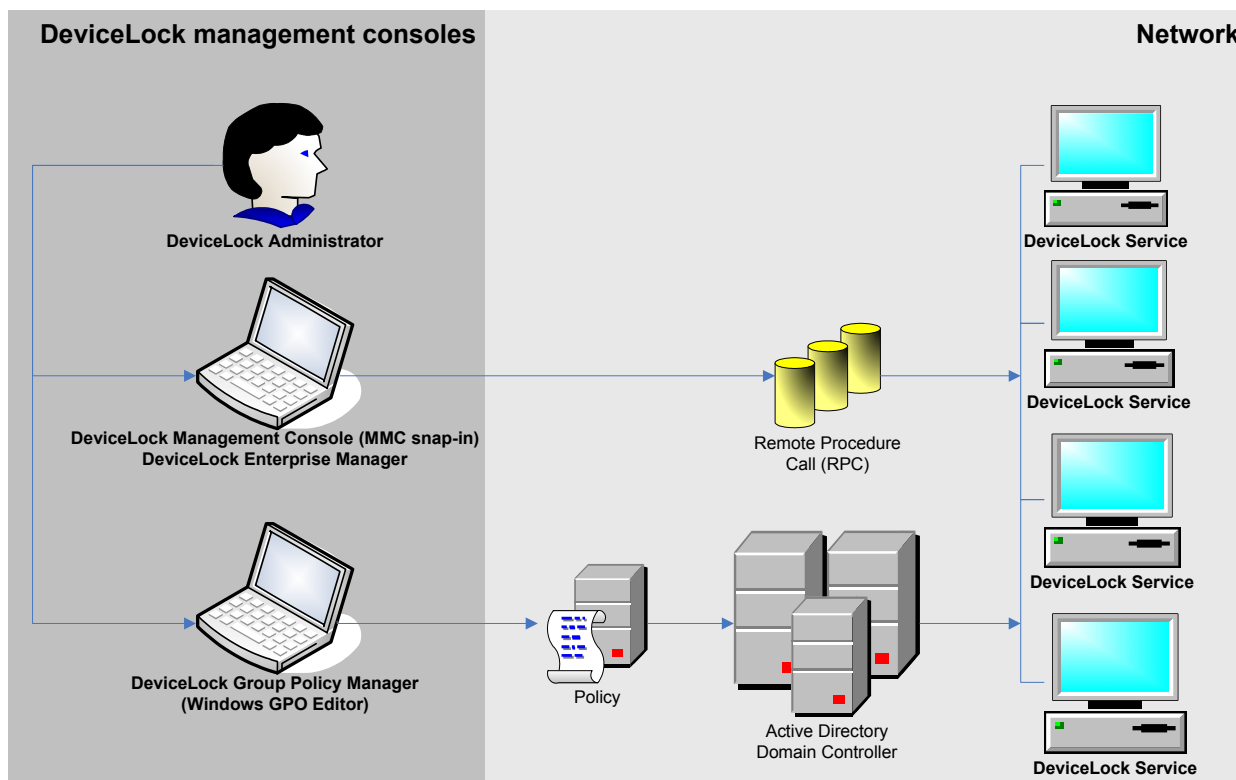 DeviceLock management consoles
Network
DeviceLock Administrator
DeviceLock Service
DeviceLock Service
DeviceLock Management Console (MMC snap-in)
DeviceLock Enterprise Manager
Remote Procedure
Call (RPC)
DeviceLock Service
DeviceLock Group Policy Manager
(Windows GPO Editor)
Policy
Active Directory
Domain Controller
DeviceLock Service